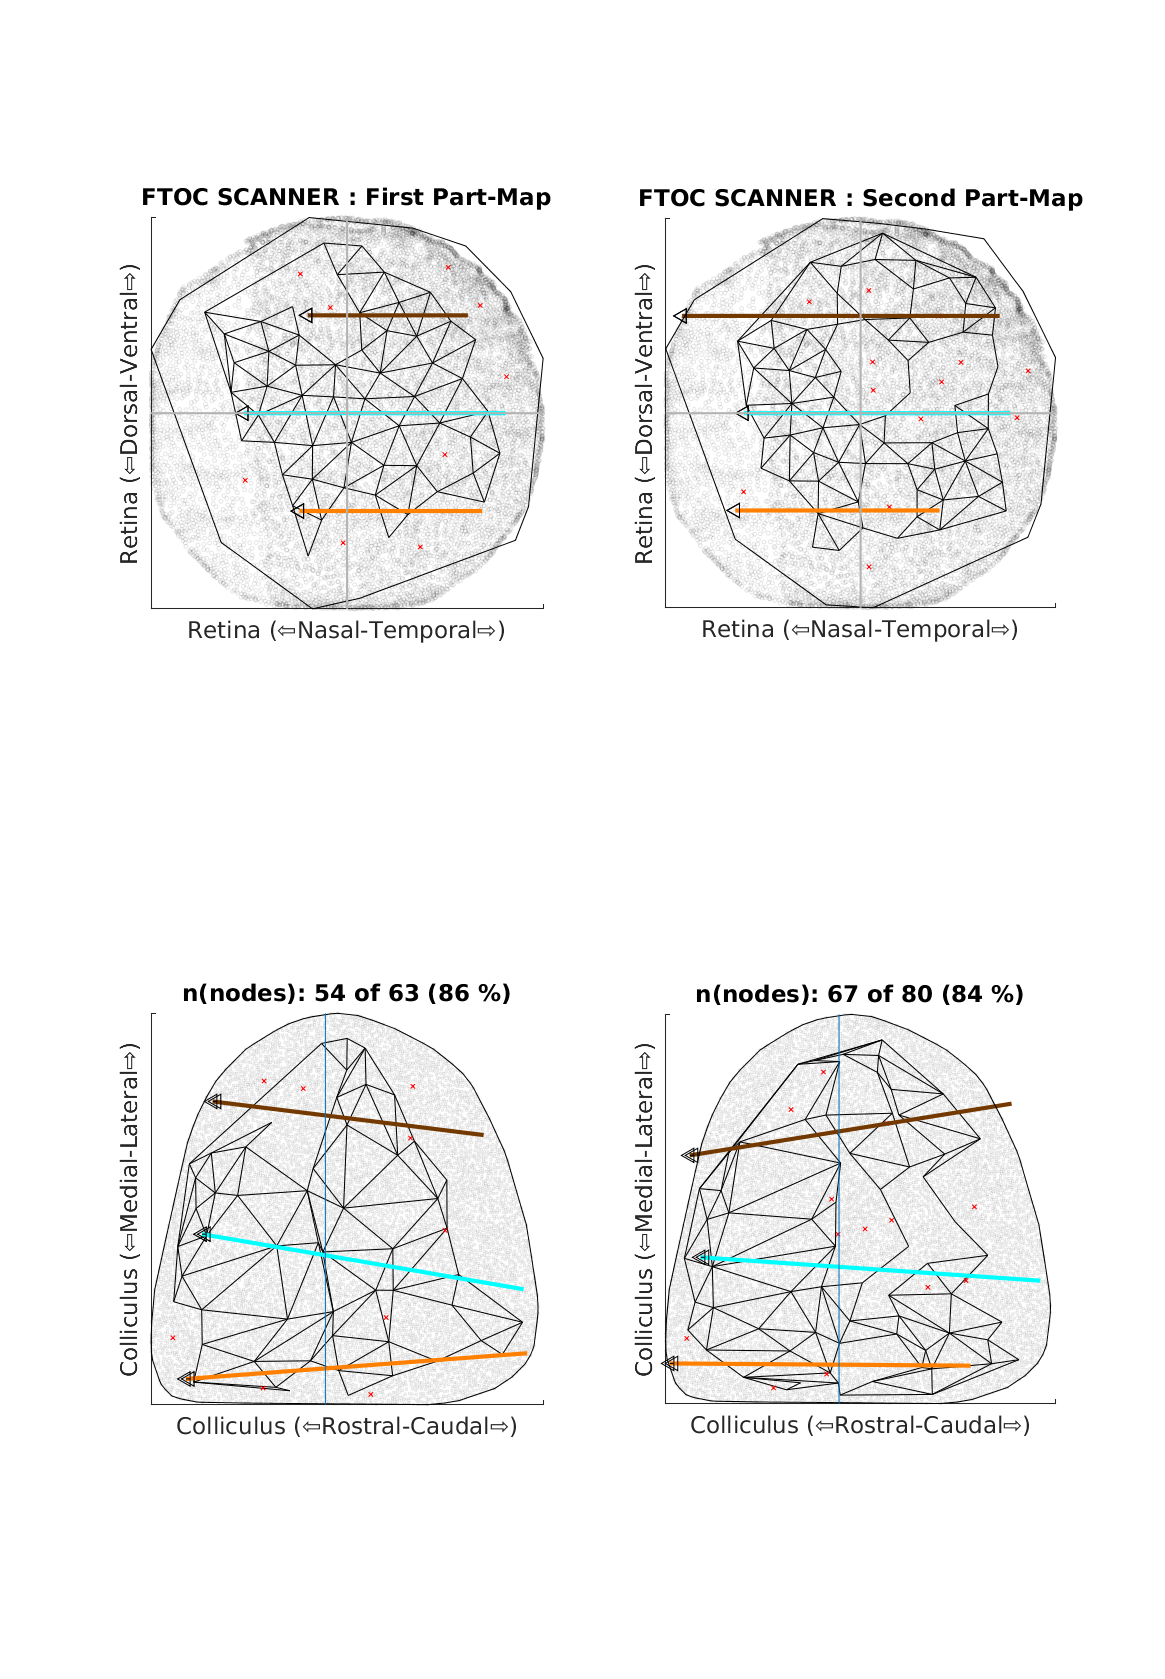 FTOC SCANNER : First Part-Map
FTOC SCANNER : Second Part-Map
Retina (⇦Dorsal-Ventral⇨)
Retina (⇦Dorsal-Ventral⇨)
Retina (⇦Nasal-Temporal⇨)
Retina (⇦Nasal-Temporal⇨)
n(nodes): 54 of 63 (86 %)
n(nodes): 67 of 80 (84 %)
Colliculus (⇦Medial-Lateral⇨)
Colliculus (⇦Medial-Lateral⇨)
Colliculus (⇦Rostral-Caudal⇨)
Colliculus (⇦Rostral-Caudal⇨)